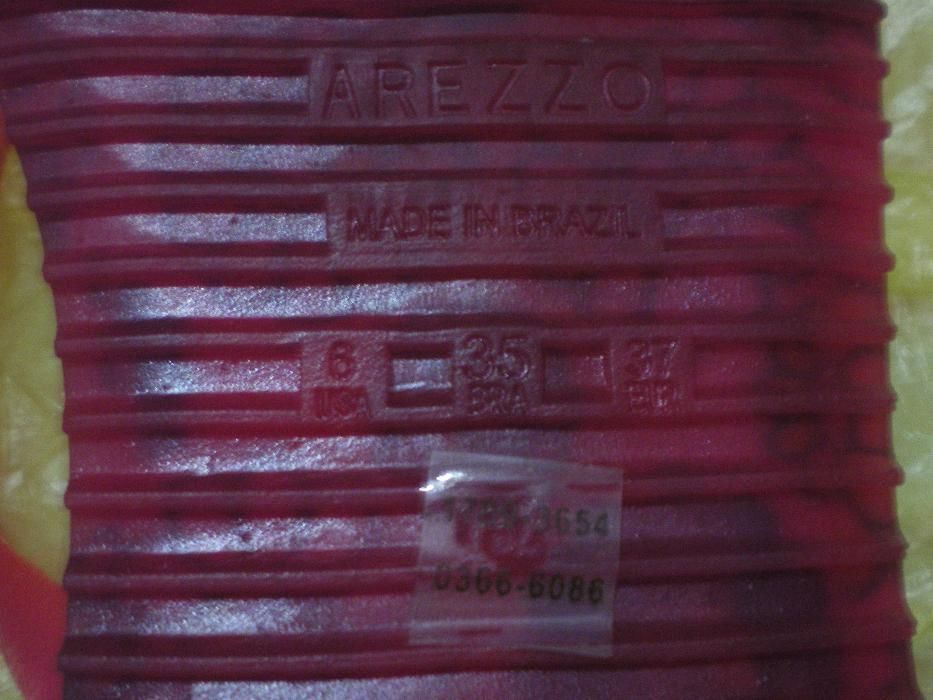 AREZZO
MADE IN BRAZIL
6 35 37
USA BRA EUR
0366-6086